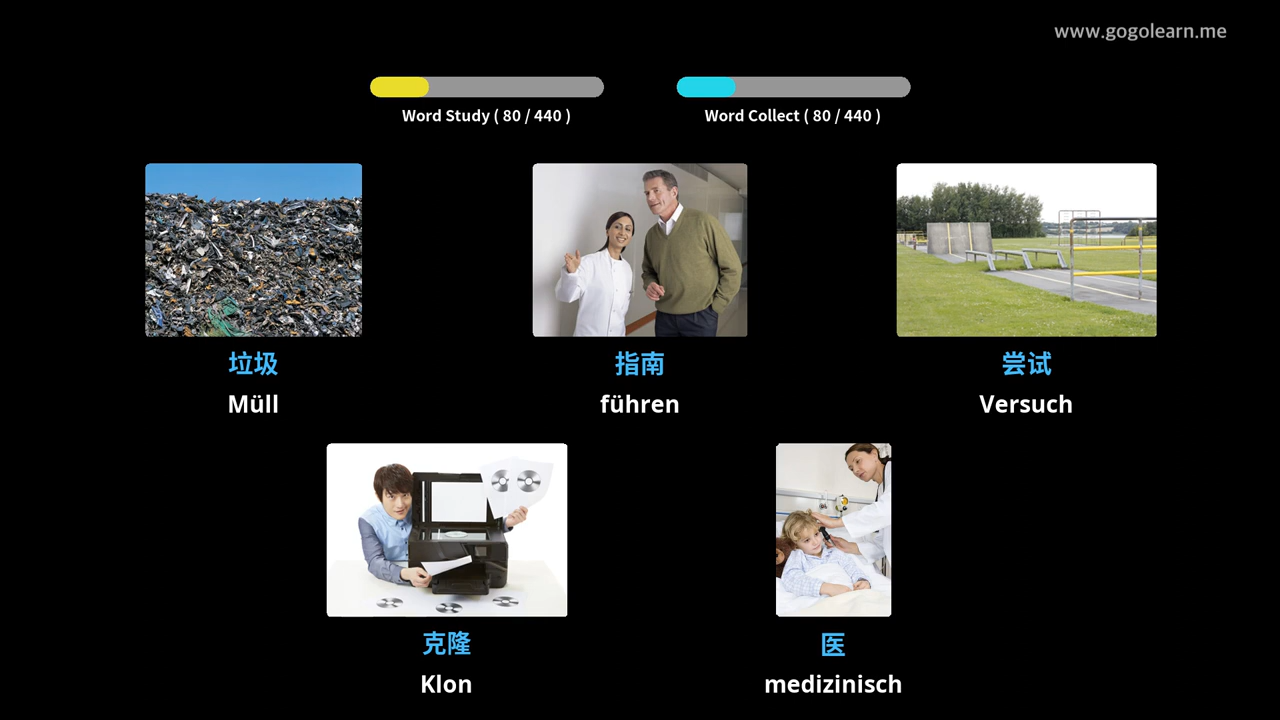 www.gogolearn.me
Word Study ( 80 / 440 )
Word Collect ( 80 / 440 )
垃圾
Müll
指南
führen
尝试
Versuch
克隆
Klon
医
medizinisch